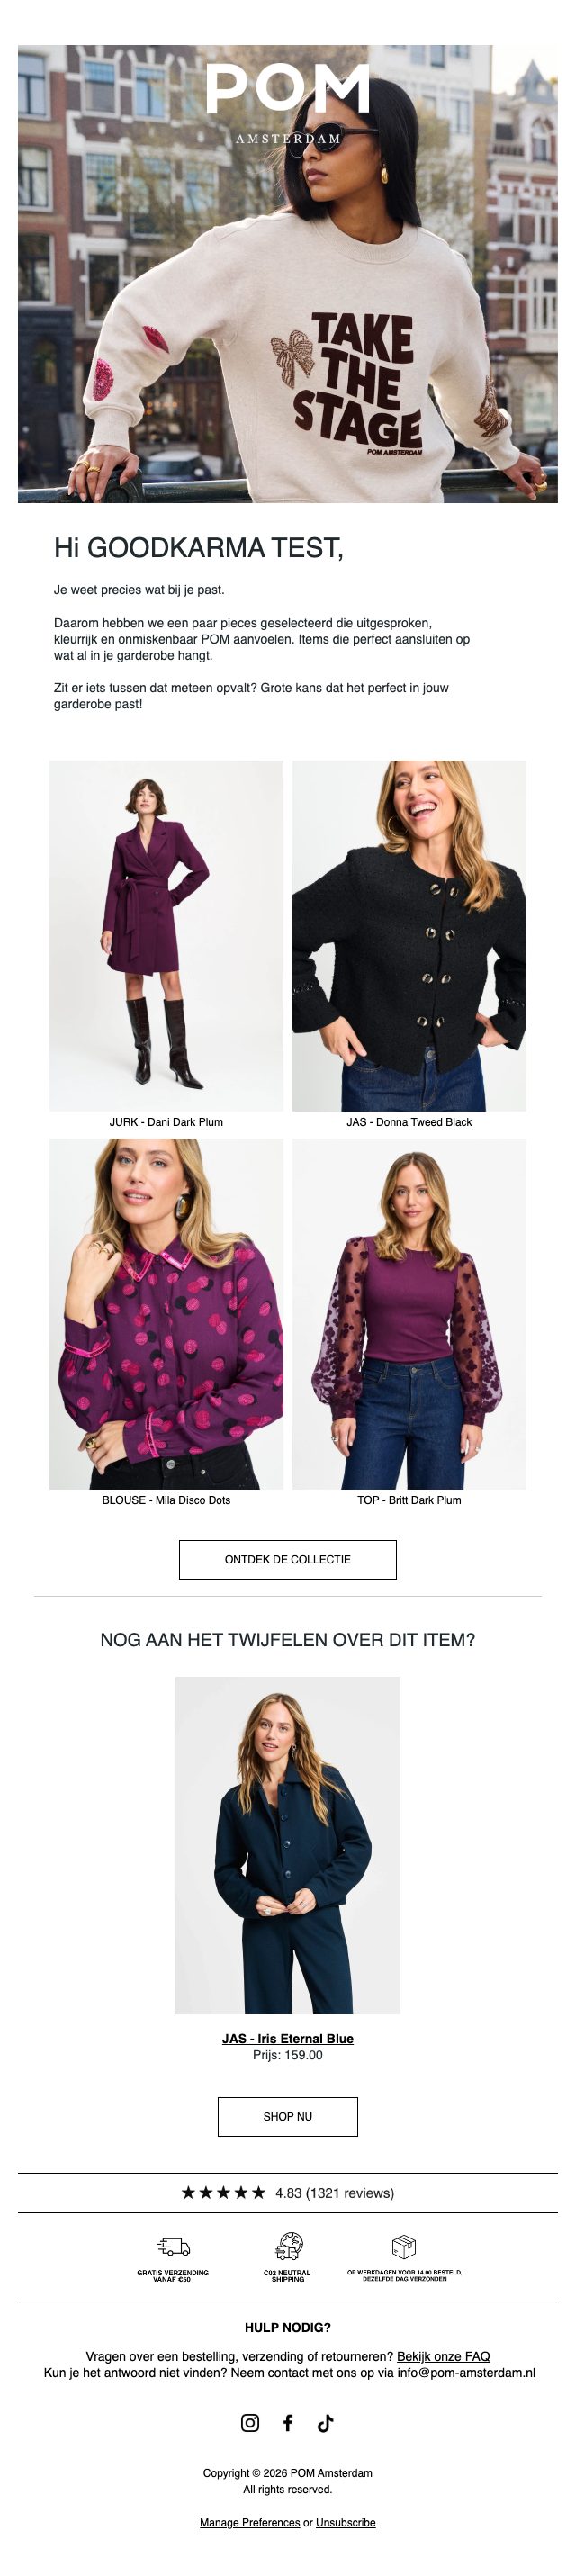 POM
AMSTERDAM
TAKE
THE
STAGE
POM AMSTERDAM
Hi GOODKARMA TEST,
Je weet precies wat bij je past.
Daarom hebben we een paar pieces geselecteerd die uitgesproken,
kleurrijk en onmiskenbaar POM aanvoelen. Items die perfect aansluiten op
wat al in je garderobe hangt.
Zit er iets tussen dat meteen opvalt? Grote kans dat het perfect in jouw
garderobe past!
JURK - Dani Dark Plum
JAS - Donna Tweed Black
BLOUSE - Mila Disco Dots
TOP - Britt Dark Plum
ONTDEK DE COLLECTIE
NOG AAN HET TWIJFELEN OVER DIT ITEM?
JAS - Iris Eternal Blue
Prijs: 159.00
SHOP NU
★★★★★ 4.83 (1321 reviews)
GRATIS VERZENDING
VANAF €50
C02 NEUTRAL
SHIPPING
OP WERKDAGEN VOOR 14.00 BESTELD,
DEZELFDE DAG VERZONDEN
HULP NODIG?
Vragen over een bestelling, verzending of retourneren? Bekijk onze FAQ
Kun je het antwoord niet vinden? Neem contact met ons op via info@pom-amsterdam.nl
Copyright © 2026 POM Amsterdam
All rights reserved.
Manage Preferences or Unsubscribe